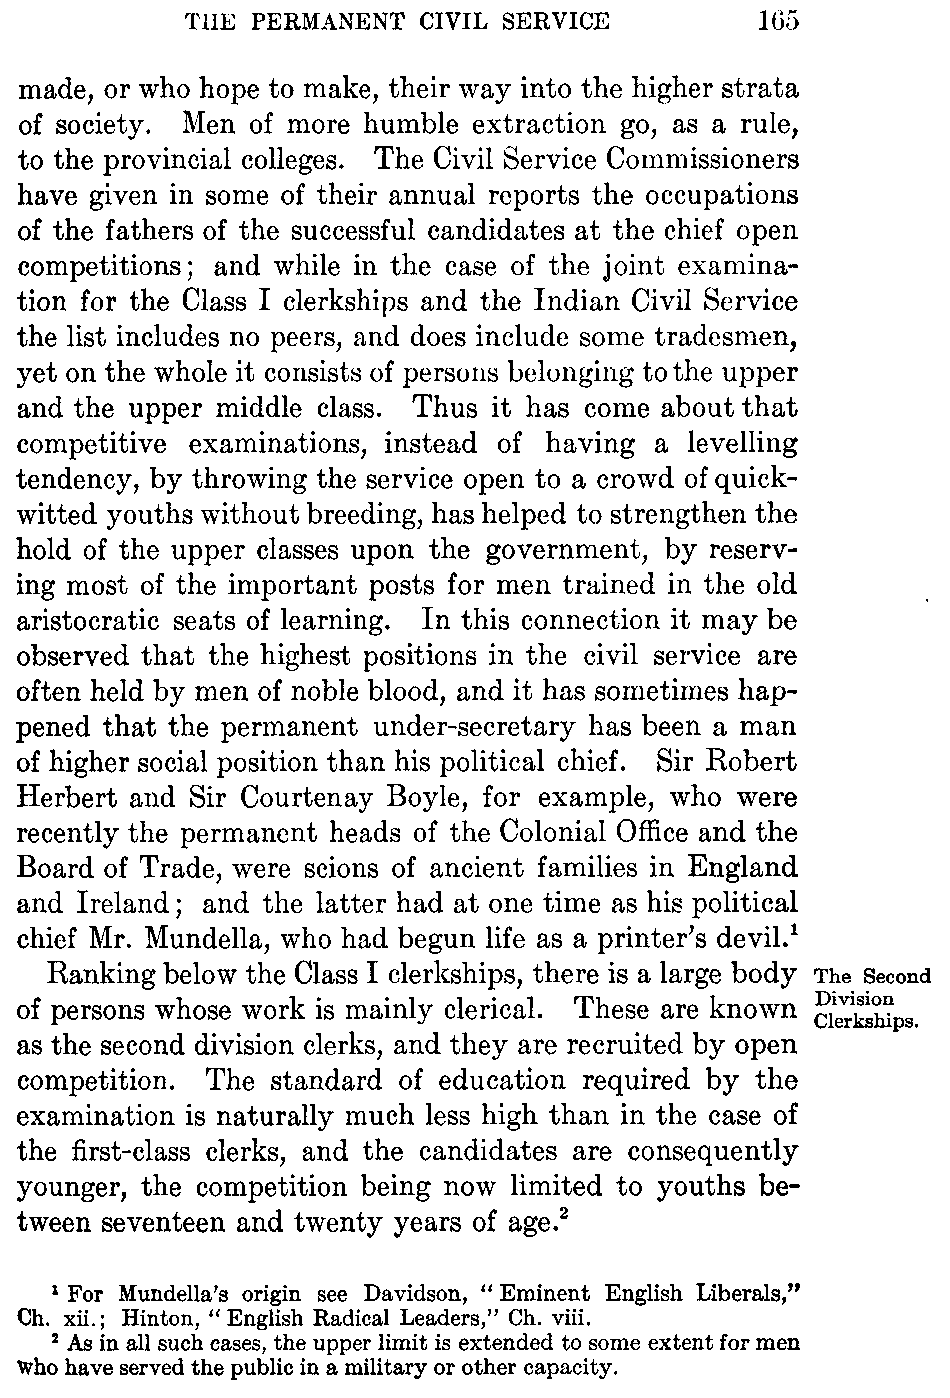 THE PERMANENT CIVIL SERVICE 165
made, or who hope to make, their way into the higher strata
of society. Men of more humble extraction go, as a rule,
to the provincial colleges. The Civil Service Commissioners
have given in some of their annual reports the occupations
of the fathers of the successful candidates at the chief open
competitions; and while in the case of the joint examina-
tion for the Class I clerkships and the Indian Civil Service
the list includes no peers, and does include some tradesmen,
yet on the whole it consists of persons belonging to the upper
and the upper middle class. Thus it has come about that
competitive examinations, instead of having a levelling
tendency, by throwing the service open to a crowd of quick-
witted youths without breeding, has helped to strengthen the
hold of the upper classes upon the government, by reserv-
ing most of the important posts for men trained in the old
aristocratic seats of learning. In this connection it may be
observed that the highest positions in the civil service are
often held by men of noble blood, and it has sometimes hap-
pened that the permanent under-secretary has been a man
of higher social position than his political chief. Sir Robert
Herbert and Sir Courtenay Boyle, for example, who were
recently the permanent heads of the Colonial Office and the
Board of Trade, were scions of ancient families in England
and Ireland; and the latter had at one time as his political
chief Mr. Mundella, who had begun life as a printer's devil.¹
Ranking below the Class I clerkships, there is a large body
of persons whose work is mainly clerical. These are known
as the second division clerks, and they are recruited by open
competition. The standard of education required by the
examination is naturally much less high than in the case of
the first-class clerks, and the candidates are consequently
younger, the competition being now limited to youths be-
tween seventeen and twenty years of age.²
The Second
Division
Clerkships.
¹ For Mundella's origin see Davidson, "Eminent English Liberals,"
Ch. xii.; Hinton, "English Radical Leaders," Ch. viii.
² As in all such cases, the upper limit is extended to some extent for men
who have served the public in a military or other capacity.